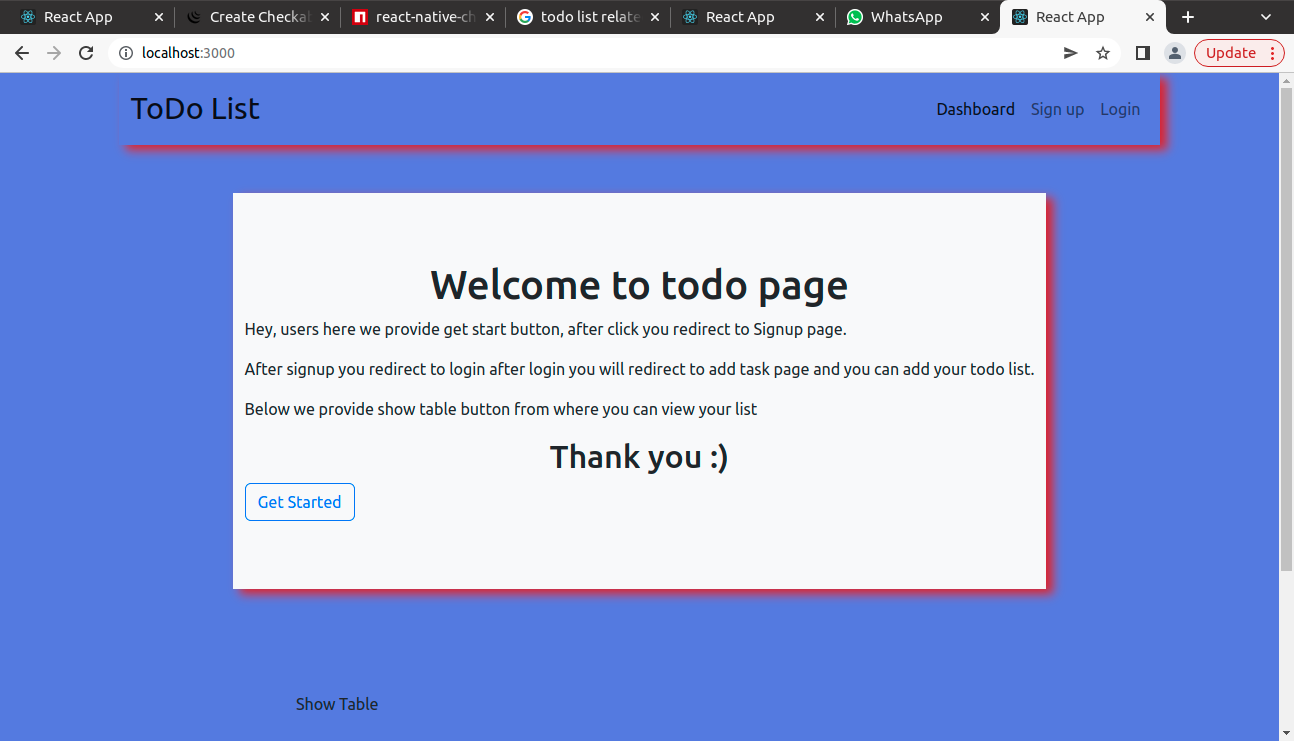 React App
Create Checkal
react-native-ch
todo list relate
React App
WhatsApp
React App
localhost:3000
Update
ToDo List
Dashboard Sign up Login
Welcome to todo page
Hey, users here we provide get start button, after click you redirect to Signup page.
After signup you redirect to login after login you will redirect to add task page and you can add your todo list.
Below we provide show table button from where you can view your list
Thank you :)
Get Started
Show Table